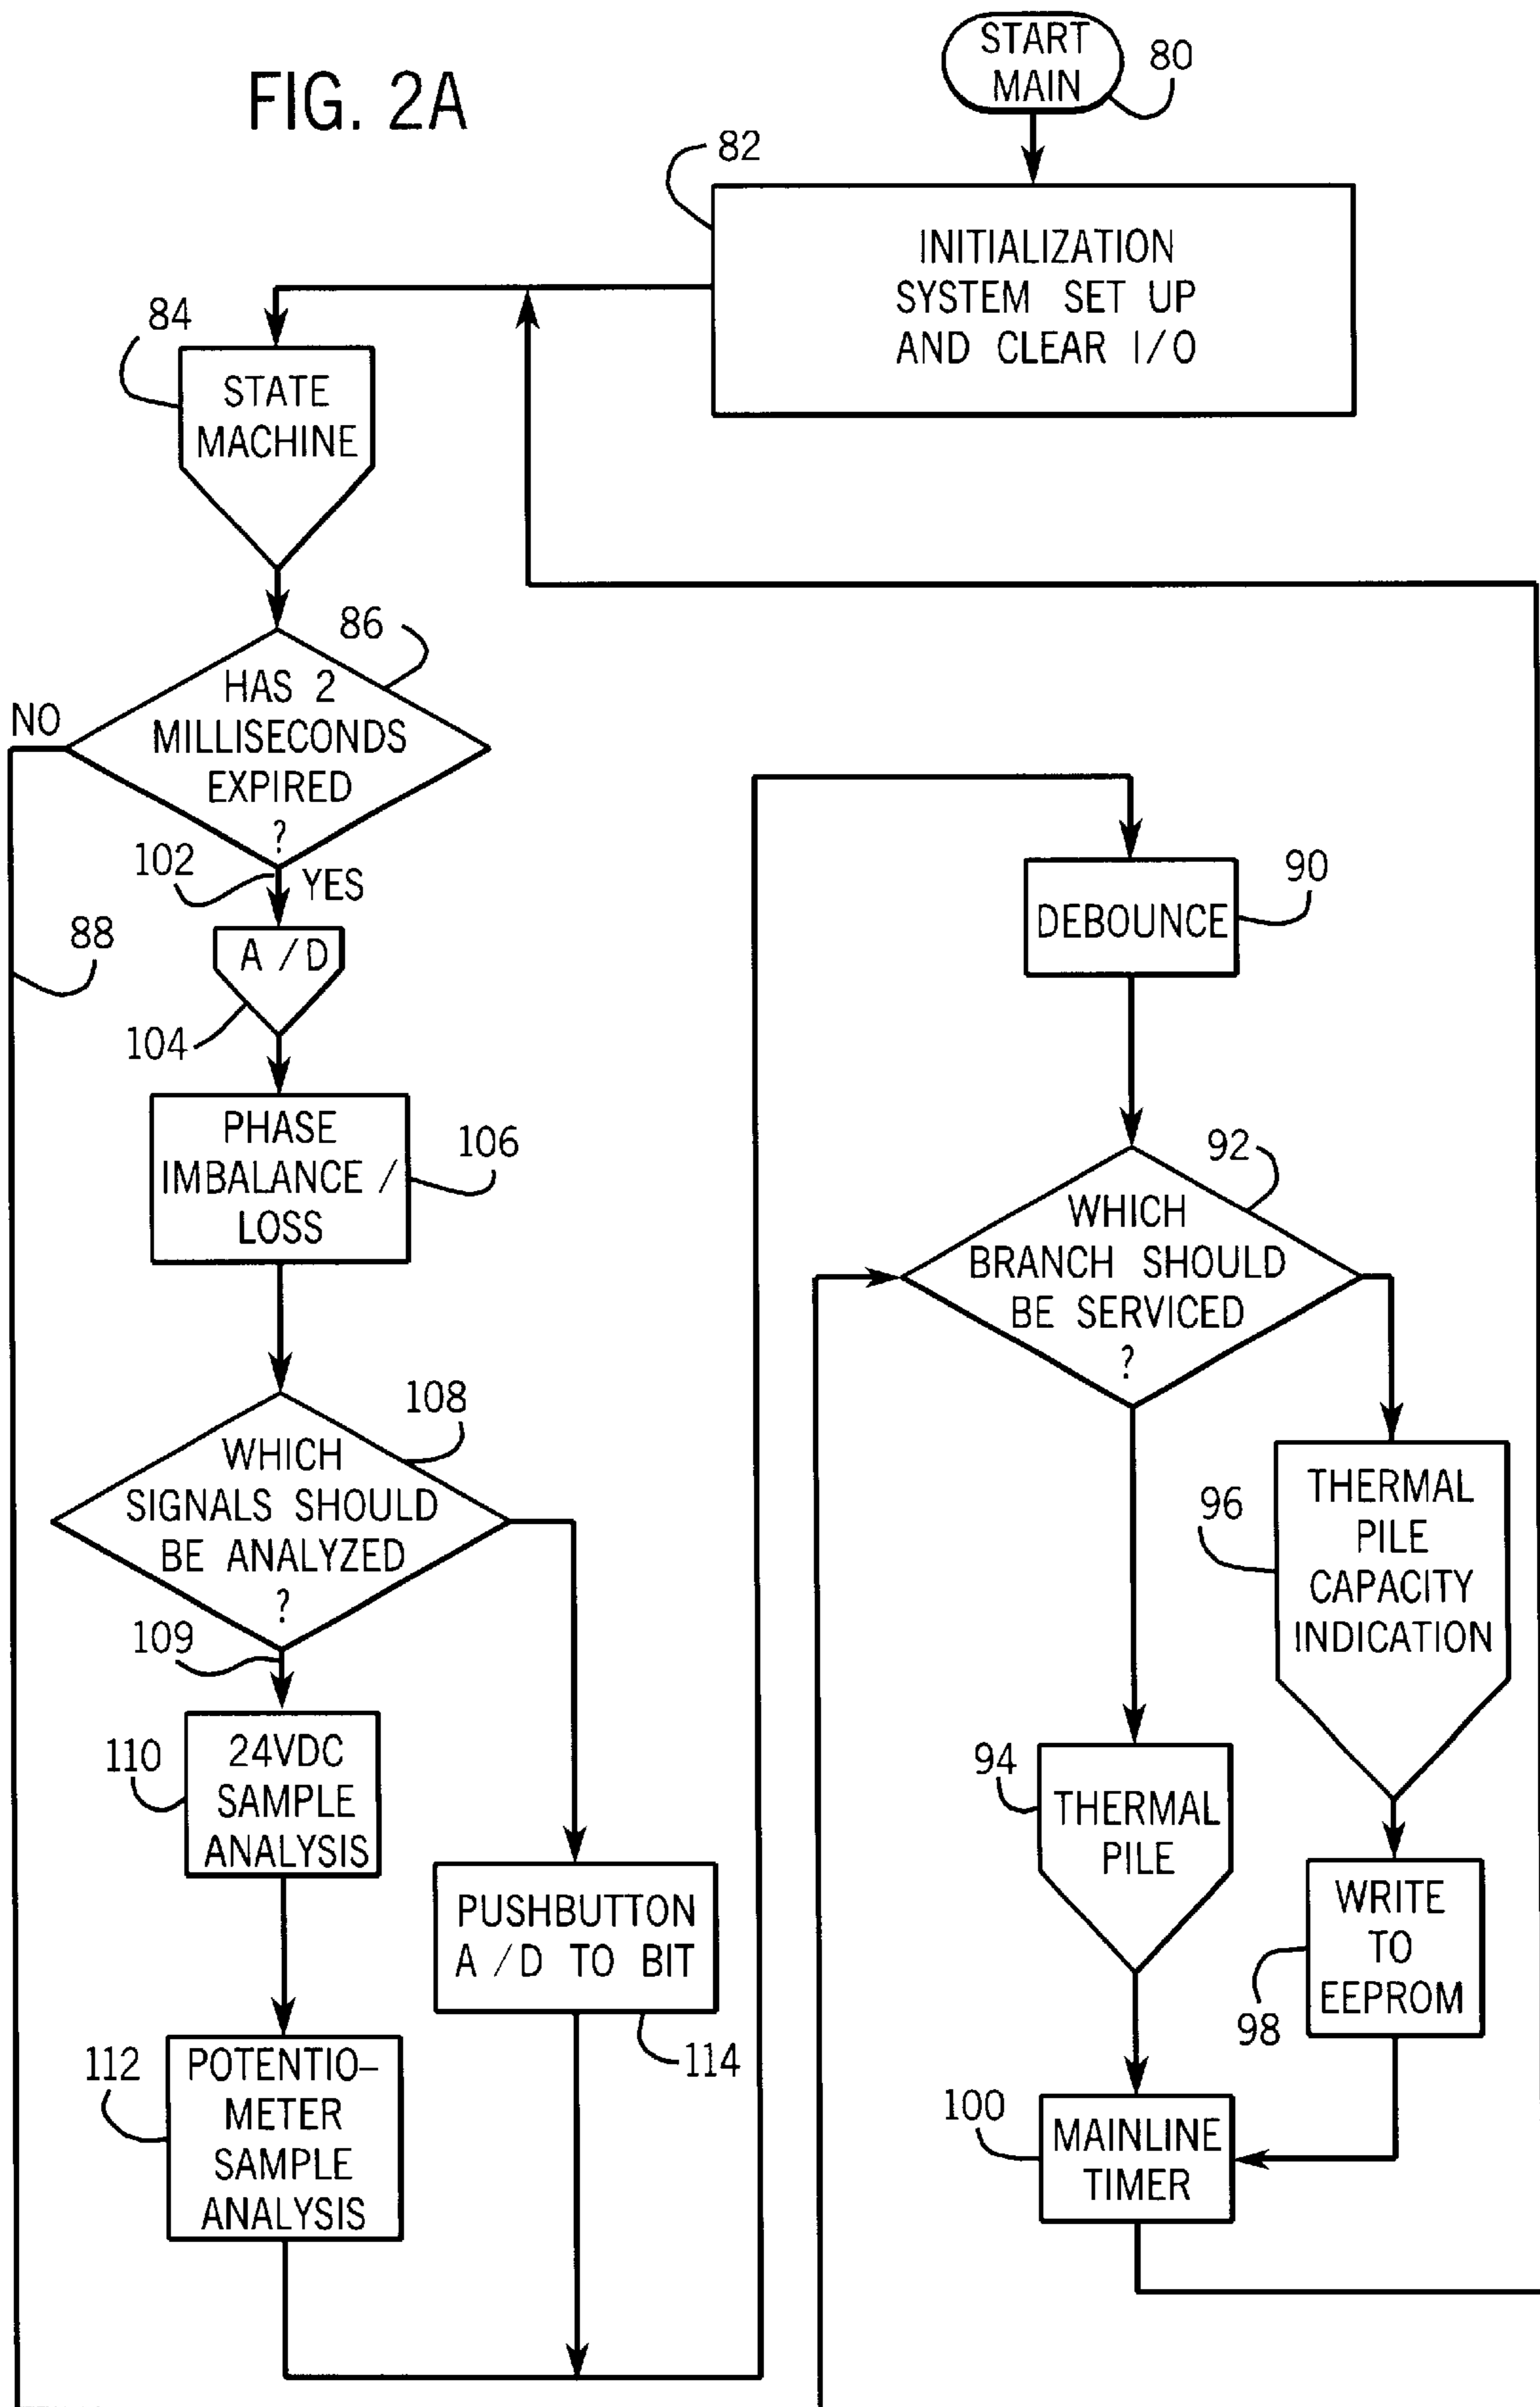 FIG. 2A
START
MAIN
80
82
INITIALIZATION
SYSTEM SET UP
AND CLEAR I/O
84
STATE
MACHINE
86
HAS 2
MILLISECONDS
EXPIRED
?
NO
102
YES
88
A/D
104
PHASE
IMBALANCE/
LOSS
106
108
WHICH
SIGNALS SHOULD
BE ANALYZED
?
109
110
24VDC
SAMPLE
ANALYSIS
112
POTENTIO-
METER
SAMPLE
ANALYSIS
PUSHBUTTON
A/D TO BIT
114
DEBOUNCE
90
92
WHICH
BRANCH SHOULD
BE SERVICED
?
94
THERMAL
PILE
96
THERMAL
PILE
CAPACITY
INDICATION
WRITE
TO
EEPROM
98
100
MAINLINE
TIMER